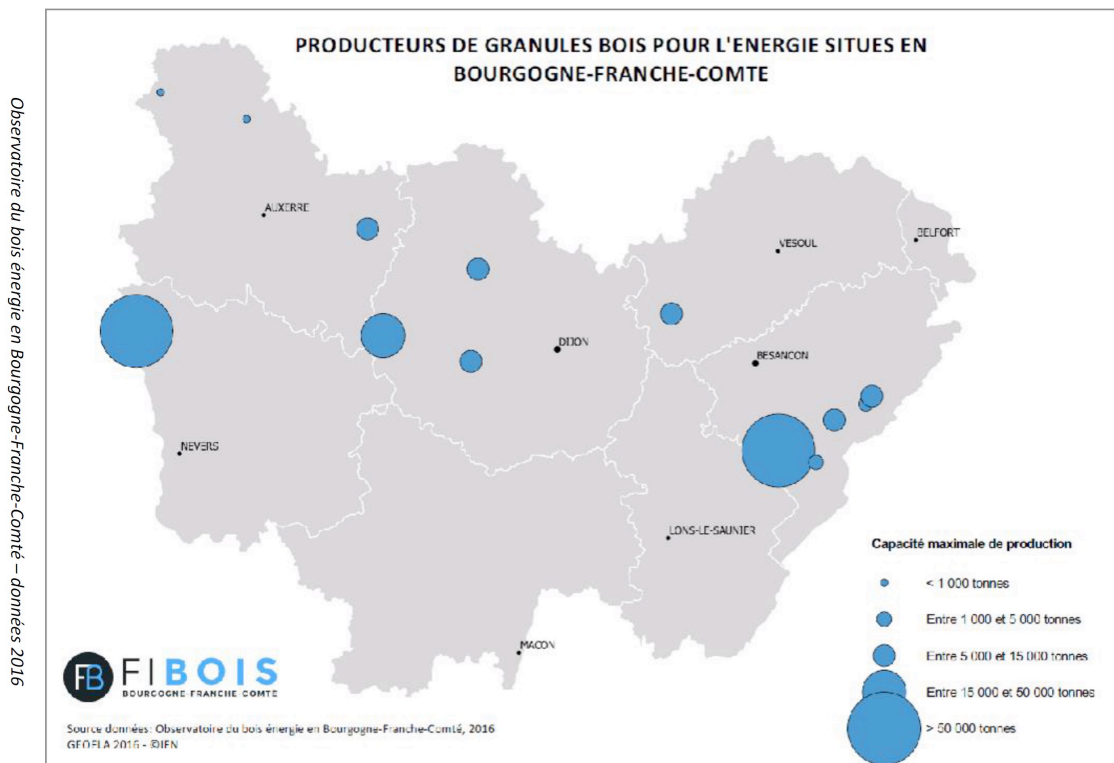 PRODUCTEURS DE GRANULES BOIS POUR L'ENERGIE SITUES EN
BOURGOGNE-FRANCHE-COMTE
Observatoire du bois énergie en Bourgogne-Franche-Comté – données 2016
AUXERRE
BELFORT
VESOUL
DIJON
BESANCON
NEVERS
LONS-LE-SAUNIER
MACON
Capacité maximale de production
< 1 000 tonnes
Entre 1 000 et 5 000 tonnes
Entre 5 000 et 15 000 tonnes
Entre 15 000 et 50 000 tonnes
> 50 000 tonnes
FB FIBOIS
BOURGOGNE-FRANCHE-COMTE
Source données: Observatoire du bois énergie en Bourgogne-Franche-Comté, 2016
GEOFLA 2016 - ©IGN